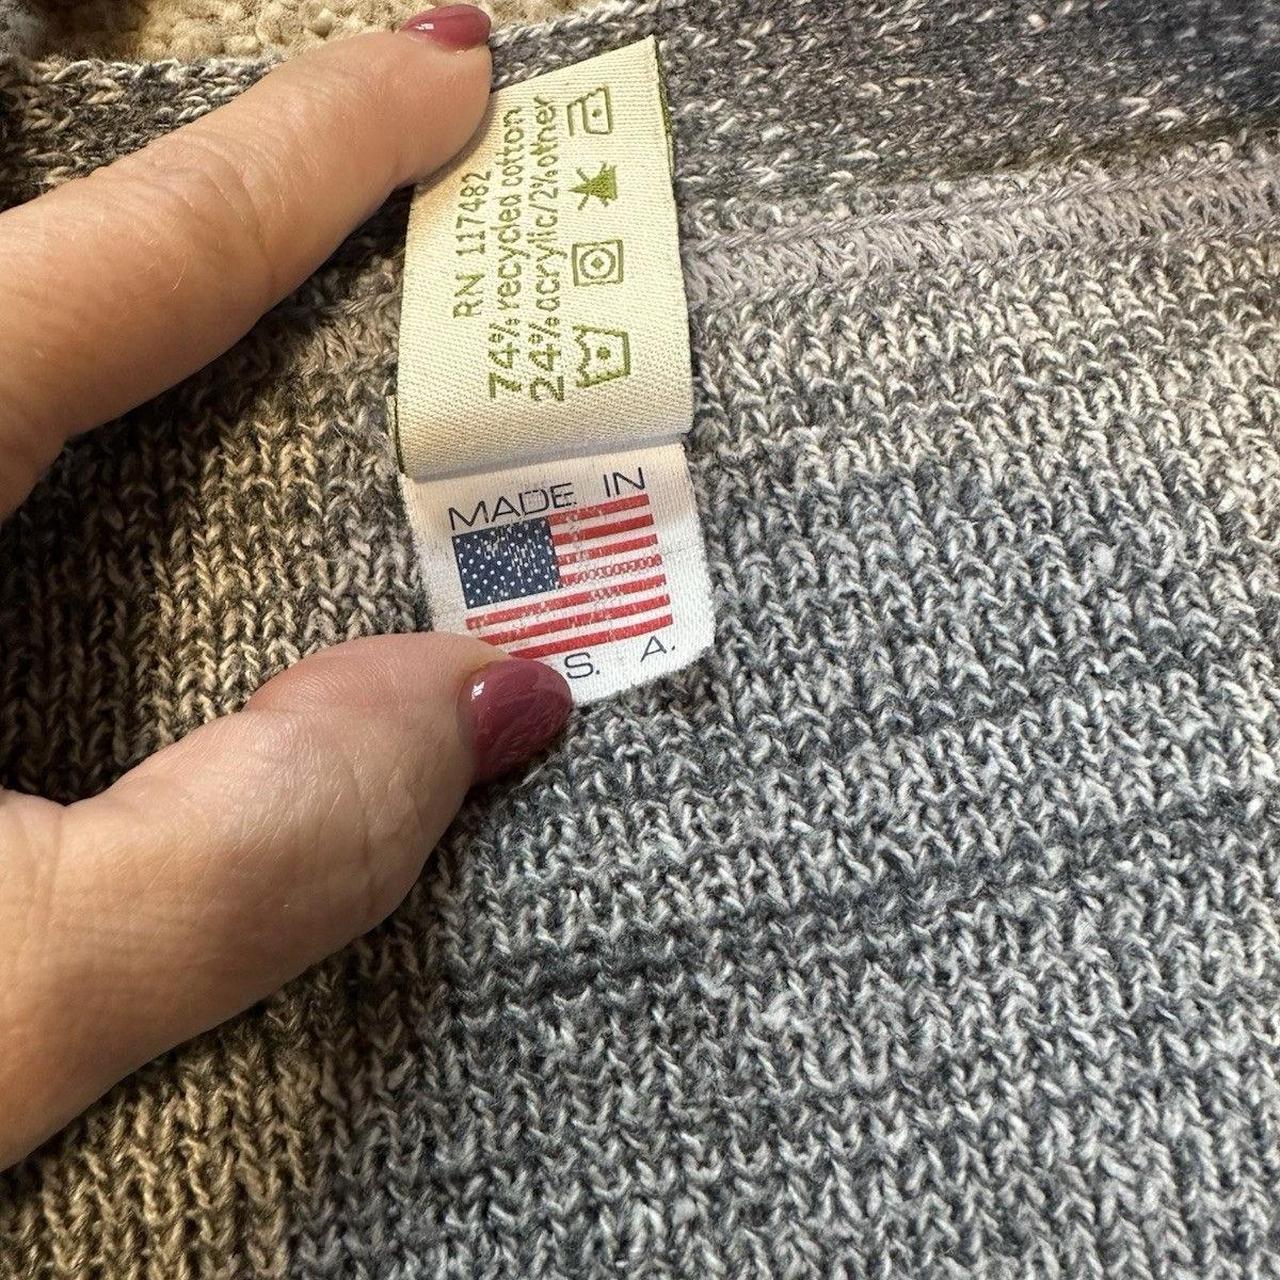 RN 117482
74% recycled cotton
24% acrylic/2% other
MADE IN
S. A.